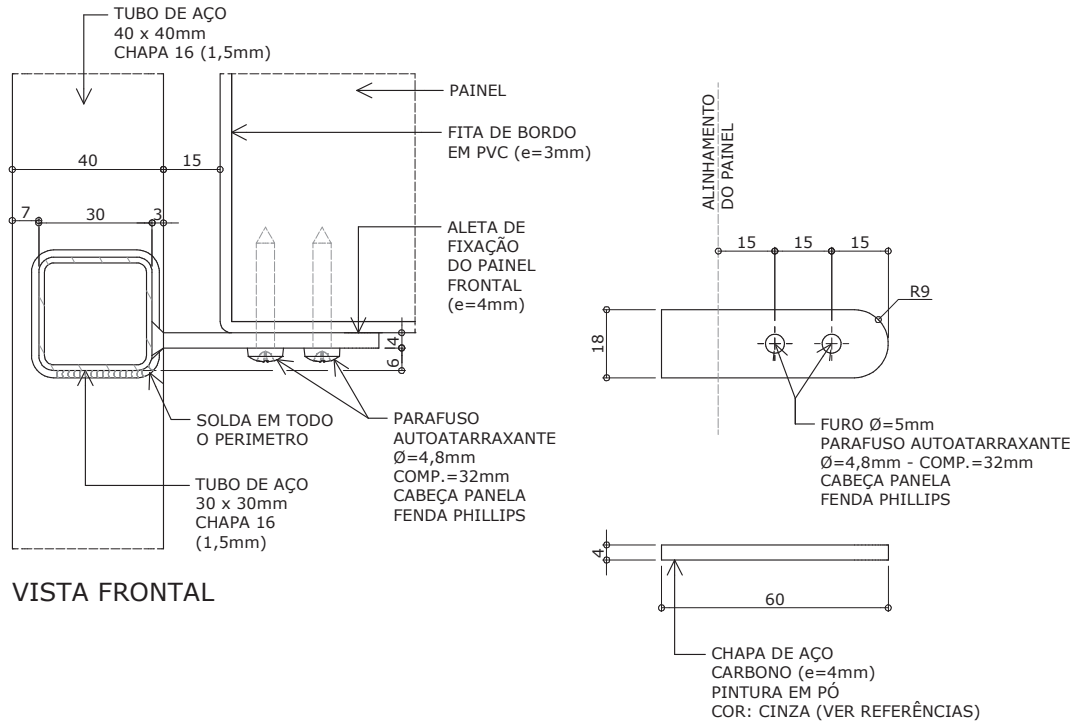 TUBO DE AÇO
40 x 40mm
CHAPA 16 (1,5mm)
PAINEL
FITA DE BORDO
EM PVC (e=3mm)
40
15
7
30
3
ALETA DE
FIXAÇÃO
DO PAINEL
FRONTAL
(e=4mm)
4
6
SOLDA EM TODO
O PERIMETRO
PARAFUSO
AUTOATARRAXANTE
Ø=4,8mm
COMP.=32mm
CABEÇA PANELA
FENDA PHILLIPS
TUBO DE AÇO
30 x 30mm
CHAPA 16
(1,5mm)
VISTA FRONTAL
ALINHAMENTO
DO PAINEL
15
15
15
R9
18
FURO Ø=5mm
PARAFUSO AUTOATARRAXANTE
Ø=4,8mm - COMP.=32mm
CABEÇA PANELA
FENDA PHILLIPS
4
60
CHAPA DE AÇO
CARBONO (e=4mm)
PINTURA EM PÓ
COR: CINZA (VER REFERÊNCIAS)